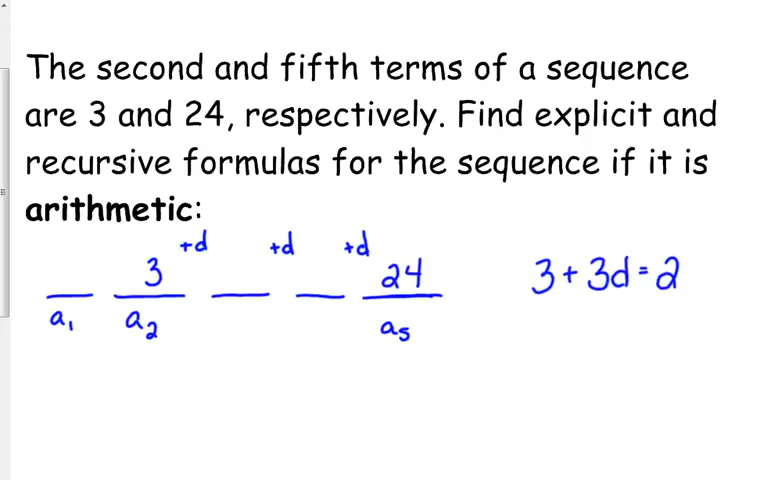 The second and fifth terms of a sequence
are 3 and 24, respectively. Find explicit and
recursive formulas for the sequence if it is
arithmetic:
+d +d +d
3 24 3 + 3d = 2
a₁ a₂ a₅